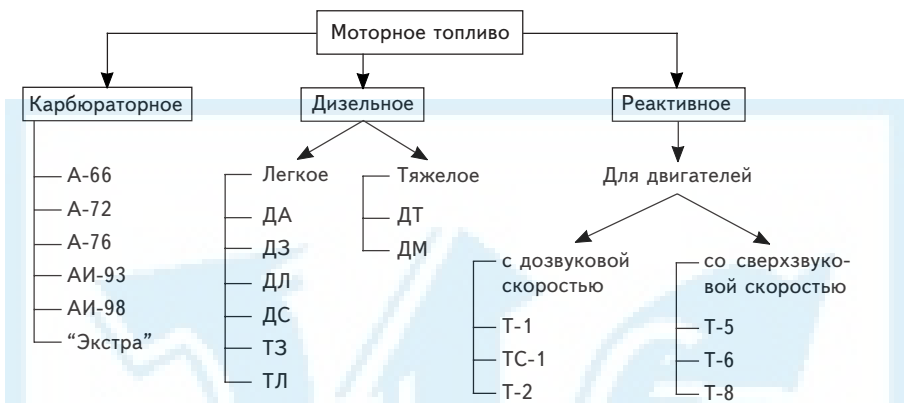 Моторное топливо
Карбюраторное
А-66
А-72
А-76
АИ-93
АИ-98
“Экстра”
Дизельное
Легкое
ДА
ДЗ
ДЛ
ДС
ТЗ
ТЛ
Тяжелое
ДТ
ДМ
Реактивное
Для двигателей
с дозвуковой
скоростью
Т-1
ТС-1
Т-2
со сверхзвуко-
вой скоростью
Т-5
Т-6
Т-8